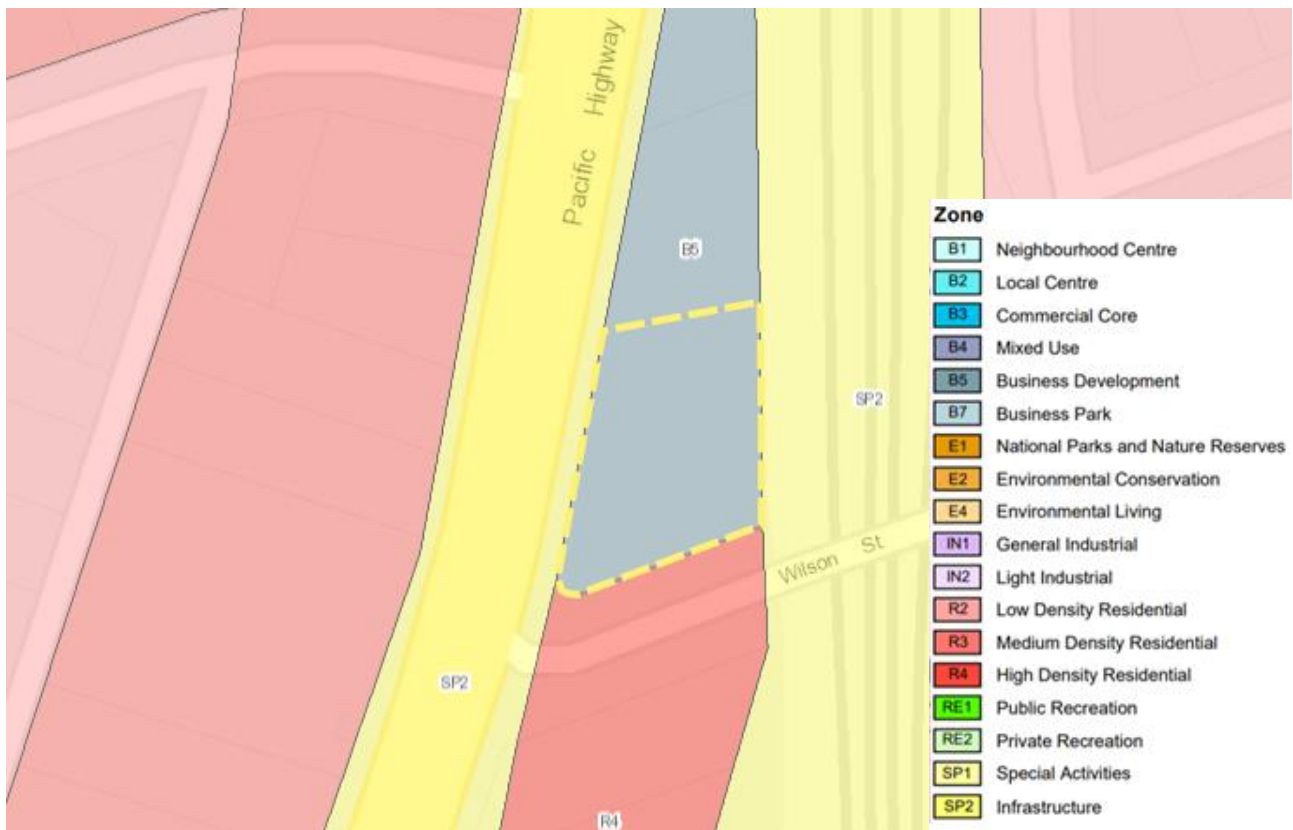 Pacific Highway
B5
SP2
Wilson St
SP2
R4
Zone
B1 Neighbourhood Centre
B2 Local Centre
B3 Commercial Core
B4 Mixed Use
B5 Business Development
B7 Business Park
E1 National Parks and Nature Reserves
E2 Environmental Conservation
E4 Environmental Living
IN1 General Industrial
IN2 Light Industrial
R2 Low Density Residential
R3 Medium Density Residential
R4 High Density Residential
RE1 Public Recreation
RE2 Private Recreation
SP1 Special Activities
SP2 Infrastructure